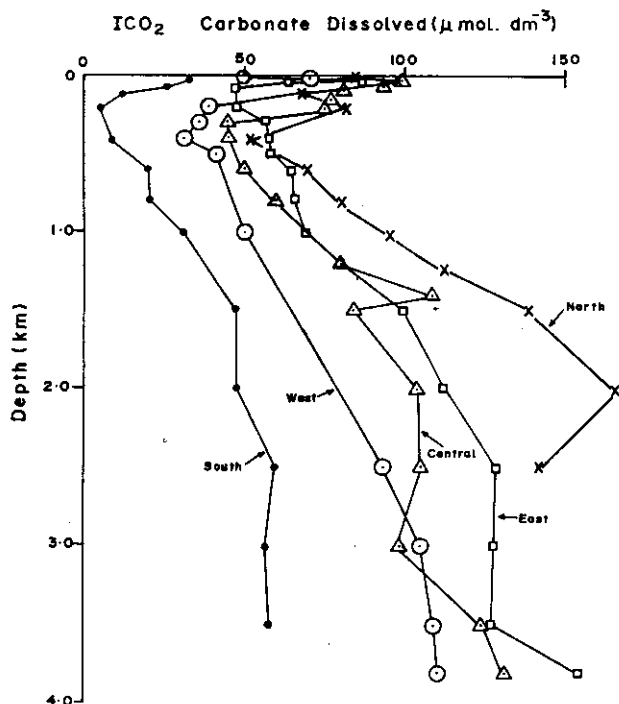 ICO2 Carbonate Dissolved (μ mol. dm⁻³)
0 50 100 150
0
1·0
2·0
3·0
4·0
Depth (km)
North
West
Central
South
East